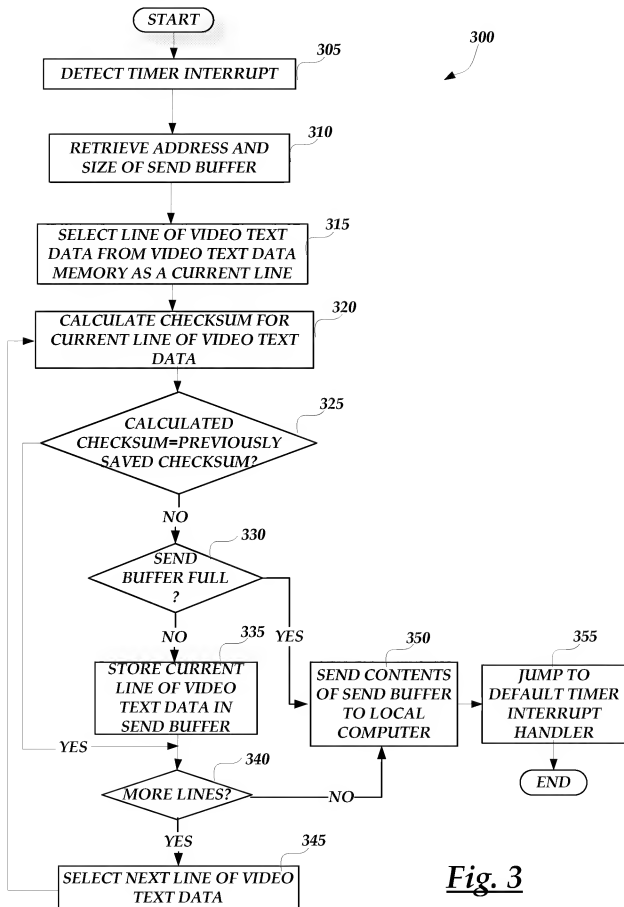 START
300
305
DETECT TIMER INTERRUPT
310
RETRIEVE ADDRESS AND
SIZE OF SEND BUFFER
315
SELECT LINE OF VIDEO TEXT
DATA FROM VIDEO TEXT DATA
MEMORY AS A CURRENT LINE
320
CALCULATE CHECKSUM FOR
CURRENT LINE OF VIDEO TEXT
DATA
325
CALCULATED
CHECKSUM=PREVIOUSLY
SAVED CHECKSUM?
NO
330
SEND
BUFFER FULL
?
NO
YES
335
STORE CURRENT
LINE OF VIDEO
TEXT DATA IN
SEND BUFFER
350
SEND CONTENTS
OF SEND BUFFER
TO LOCAL
COMPUTER
355
JUMP TO
DEFAULT TIMER
INTERRUPT
HANDLER
YES
340
MORE LINES?
NO
END
YES
345
SELECT NEXT LINE OF VIDEO
TEXT DATA
Fig. 3